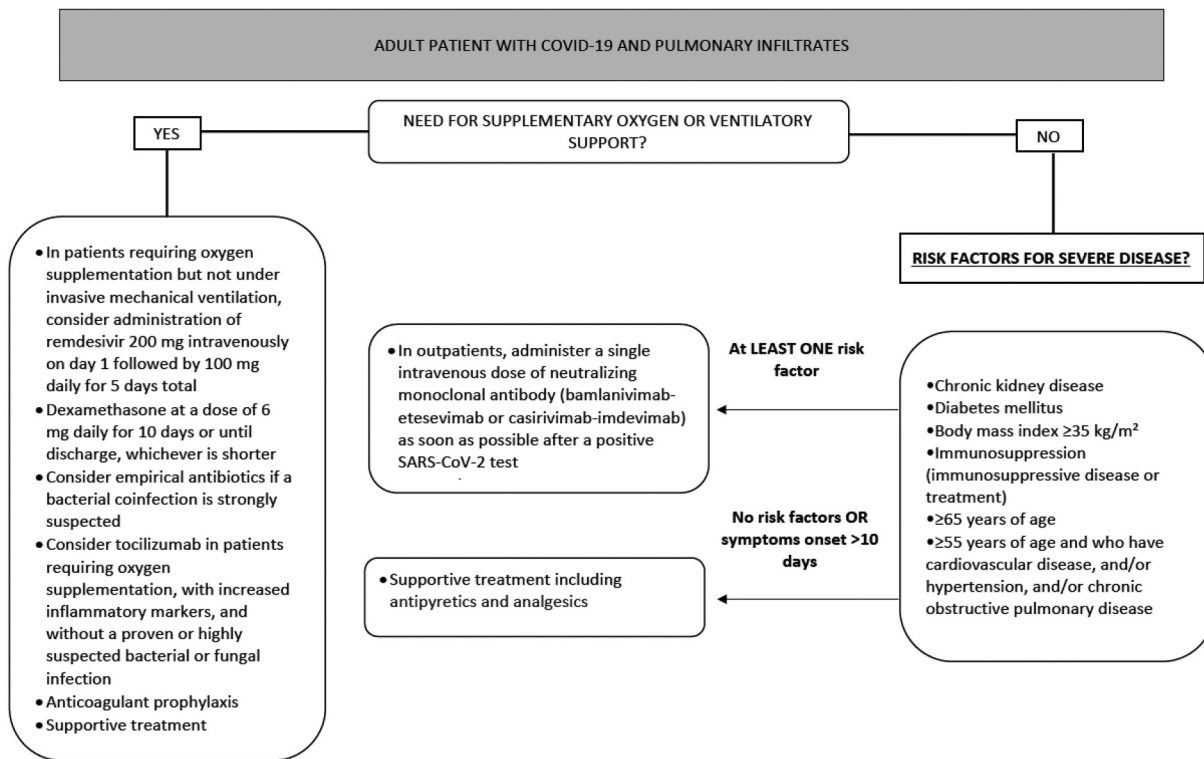 ADULT PATIENT WITH COVID-19 AND PULMONARY INFILTRATES
NEED FOR SUPPLEMENTARY OXYGEN OR VENTILATORY
SUPPORT?
YES
NO
• In patients requiring oxygen
supplementation but not under
invasive mechanical ventilation,
consider administration of
remdesivir 200 mg intravenously
on day 1 followed by 100 mg
daily for 5 days total
• Dexamethasone at a dose of 6
mg daily for 10 days or until
discharge, whichever is shorter
• Consider empirical antibiotics if a
bacterial coinfection is strongly
suspected
• Consider tocilizumab in patients
requiring oxygen
supplementation, with increased
inflammatory markers, and
without a proven or highly
suspected bacterial or fungal
infection
• Anticoagulant prophylaxis
• Supportive treatment
RISK FACTORS FOR SEVERE DISEASE?
•Chronic kidney disease
•Diabetes mellitus
•Body mass index ≥35 kg/m²
•Immunosuppression
(immunosuppressive disease or
treatment)
•≥65 years of age
•≥55 years of age and who have
cardiovascular disease, and/or
hypertension, and/or chronic
obstructive pulmonary disease
At LEAST ONE risk
factor
• In outpatients, administer a single
intravenous dose of neutralizing
monoclonal antibody (bamlanivimab-
etesevimab or casirivimab-imdevimab)
as soon as possible after a positive
SARS-CoV-2 test
No risk factors OR
symptoms onset >10
days
• Supportive treatment including
antipyretics and analgesics